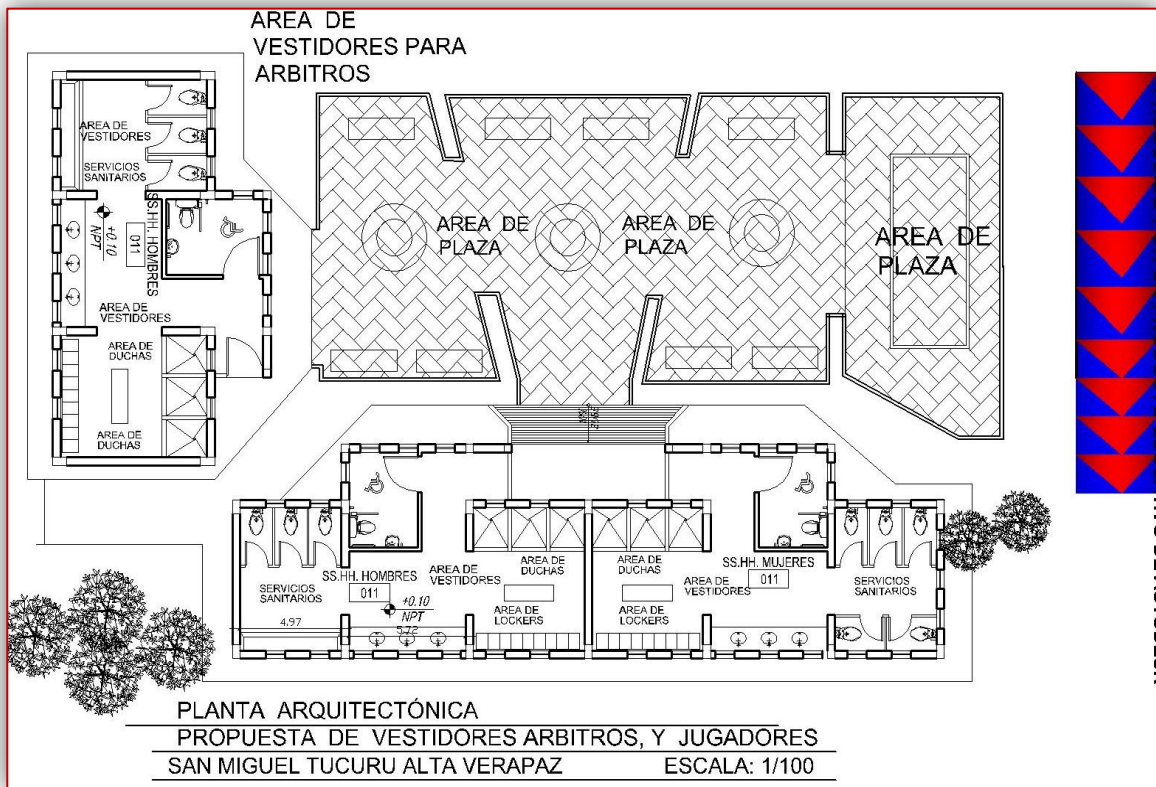 AREA DE
VESTIDORES PARA
ARBITROS
AREA DE
VESTIDORES
SERVICIOS
SANITARIOS
SS.HH. HOMBRES
011
+0.10
NPT
AREA DE
VESTIDORES
AREA DE
DUCHAS
AREA DE
DUCHAS
AREA DE
PLAZA
AREA DE
PLAZA
AREA DE
PLAZA
SERVICIOS
SANITARIOS
SS.HH. HOMBRES
011
AREA DE
VESTIDORES
+0.10
NPT
4.97
5.72
AREA DE
DUCHAS
AREA DE
LOCKERS
AREA DE
DUCHAS
AREA DE
LOCKERS
SS.HH. MUJERES
011
AREA DE
VESTIDORES
SERVICIOS
SANITARIOS
PLANTA ARQUITECTÓNICA
PROPUESTA DE VESTIDORES ARBITROS, Y JUGADORES
SAN MIGUEL TUCURU ALTA VERAPAZ ESCALA: 1/100